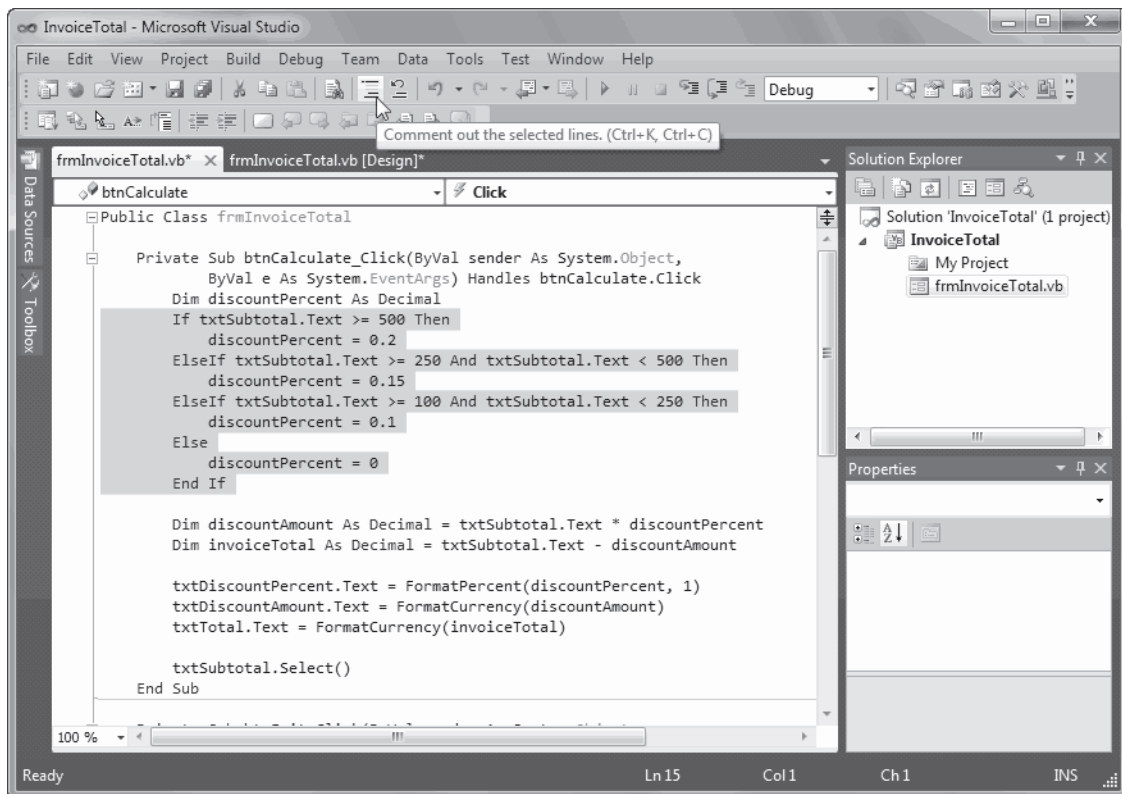 InvoiceTotal - Microsoft Visual Studio
File Edit View Project Build Debug Team Data Tools Test Window Help
Debug
Comment out the selected lines. (Ctrl+K, Ctrl+C)
Data Sources
Toolbox
frmInvoiceTotal.vb* frmInvoiceTotal.vb [Design]*
btnCalculate Click
Public Class frmInvoiceTotal
Private Sub btnCalculate_Click(ByVal sender As System.Object,
ByVal e As System.EventArgs) Handles btnCalculate.Click
Dim discountPercent As Decimal
If txtSubtotal.Text >= 500 Then
discountPercent = 0.2
ElseIf txtSubtotal.Text >= 250 And txtSubtotal.Text < 500 Then
discountPercent = 0.15
ElseIf txtSubtotal.Text >= 100 And txtSubtotal.Text < 250 Then
discountPercent = 0.1
Else
discountPercent = 0
End If
Dim discountAmount As Decimal = txtSubtotal.Text * discountPercent
Dim invoiceTotal As Decimal = txtSubtotal.Text - discountAmount
txtDiscountPercent.Text = FormatPercent(discountPercent, 1)
txtDiscountAmount.Text = FormatCurrency(discountAmount)
txtTotal.Text = FormatCurrency(invoiceTotal)
txtSubtotal.Select()
End Sub
100 %
Solution Explorer
Solution 'InvoiceTotal' (1 project)
InvoiceTotal
My Project
frmInvoiceTotal.vb
Properties
Ready Ln 15 Col 1 Ch 1 INS